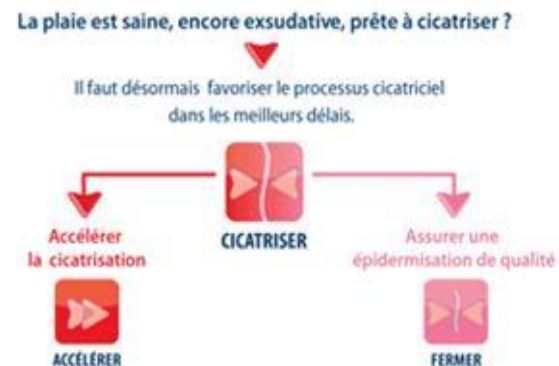 La plaie est saine, encore exsudative, prête à cicatriser ?
Il faut désormais favoriser le processus cicatriciel
dans les meilleurs délais.
CICATRISER
Accélérer
la cicatrisation
ACCÉLÉRER
Assurer une
épidermisation de qualité
FERMER